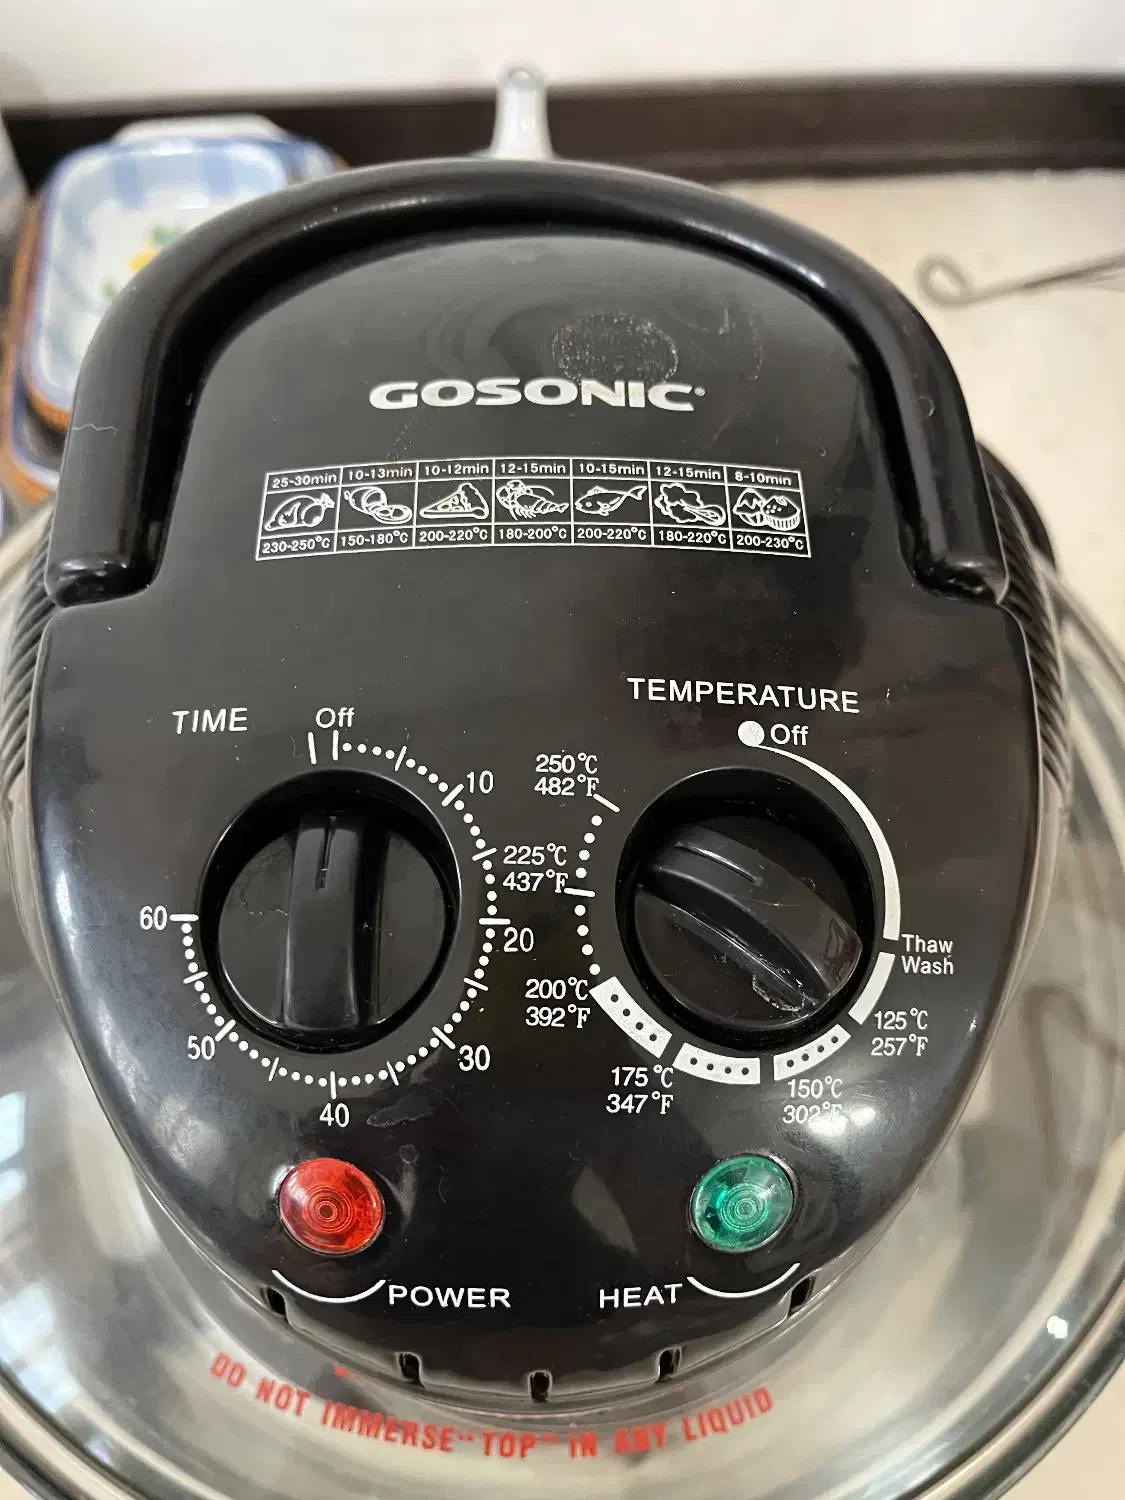 GOSONIC
25-30min 10-13min 10-12min 12-15min 10-15min 12-15min 8-10min
230-250°C 150-180°C 200-220°C 180-200°C 200-220°C 180-220°C 200-230°C
TIME
Off
10
20
30
40
50
60
TEMPERATURE
Off
Thaw
Wash
125°C
257°F
150°C
302°F
175°C
347°F
200°C
392°F
225°C
437°F
250°C
482°F
POWER
HEAT
DO NOT IMMERSE "TOP" IN ANY LIQUID